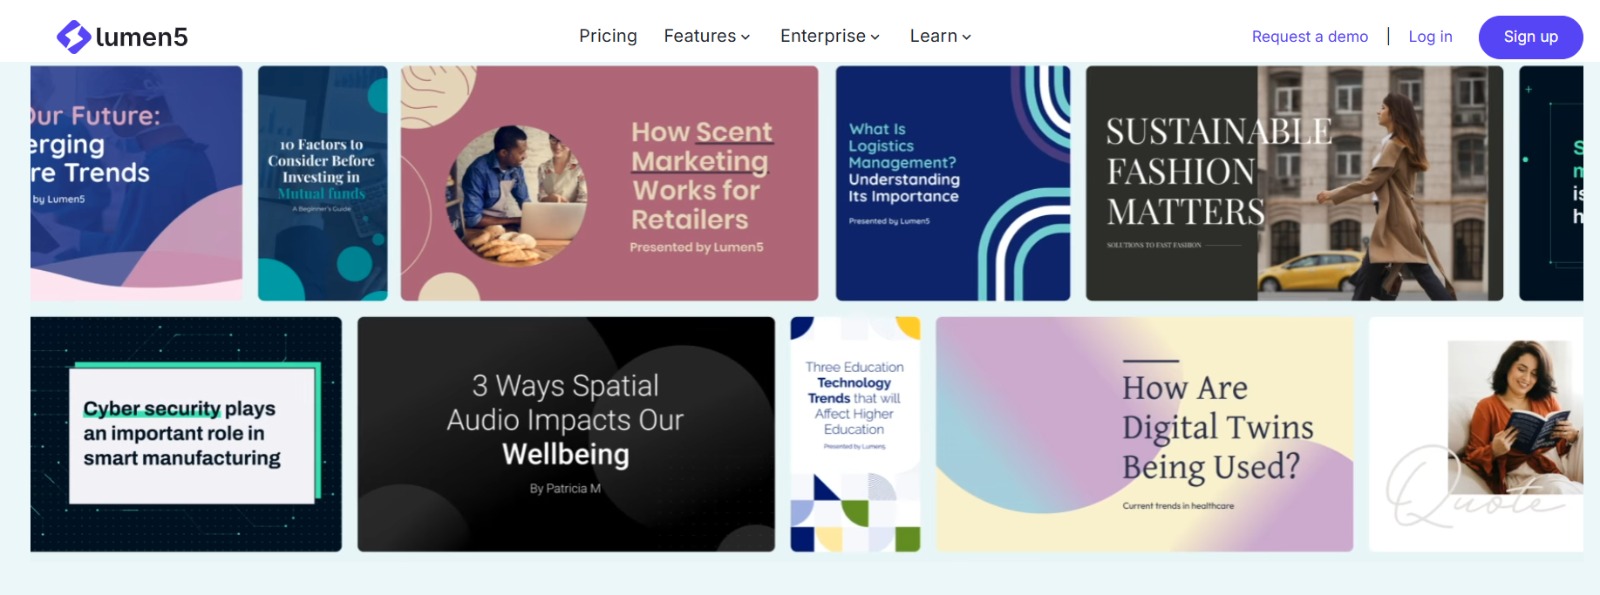 lumen5
Pricing
Features
Enterprise
Learn
Request a demo
Log in
Sign up
Our Future:
erging
re Trends
by Lumen5
10 Factors to
Consider Before
Investing in
Mutual funds
A Beginner's Guide
How Scent
Marketing
Works for
Retailers
Presented by Lumen5
What Is
Logistics
Management?
Understanding
Its Importance
Presented by Lumen5
SUSTAINABLE
FASHION
MATTERS
SOLUTIONS TO FAST FASHION
Cyber security plays
an important role in
smart manufacturing
3 Ways Spatial
Audio Impacts Our
Wellbeing
By Patricia M
Three Education
Technology
Trends that will
Affect Higher
Education
Presented by Lumen5
How Are
Digital Twins
Being Used?
Current trends in healthcare
Quote